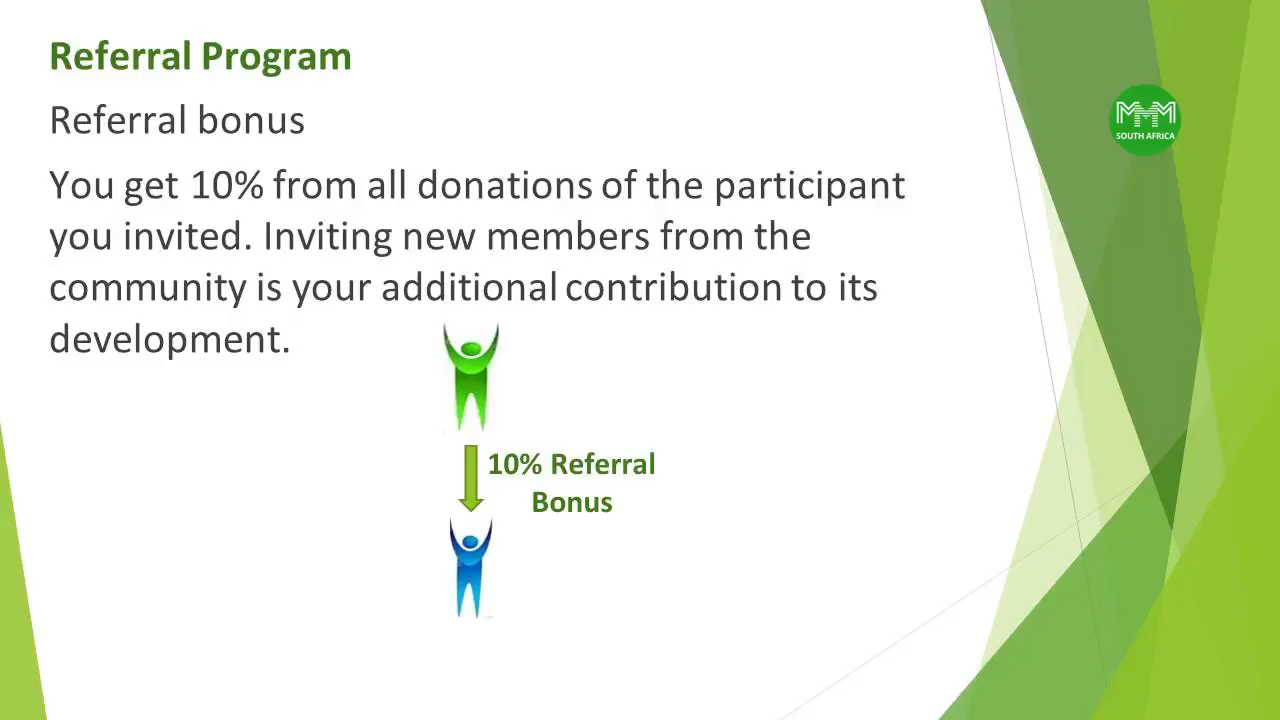 Referral Program
Referral bonus
You get 10% from all donations of the participant
you invited. Inviting new members from the
community is your additional contribution to its
development.
MMM
SOUTH AFRICA
10% Referral
Bonus